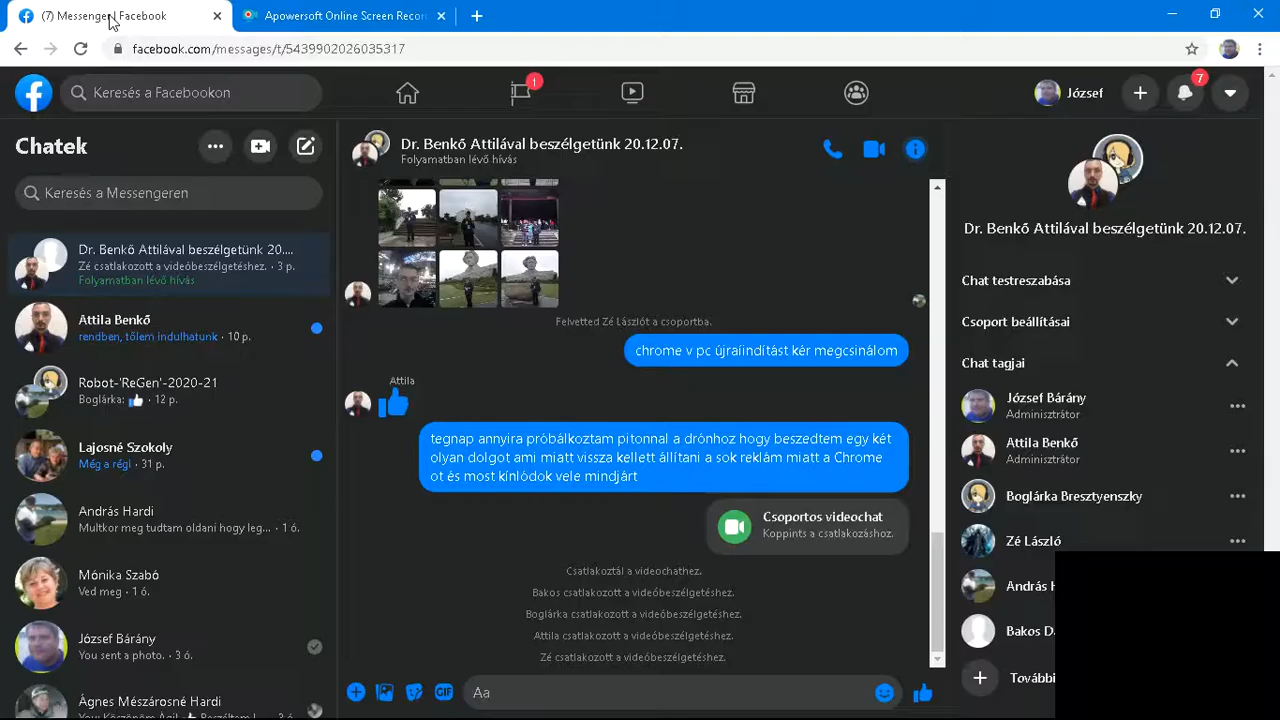 (7) Messenger | Facebook
Apowersoft Online Screen Recor
facebook.com/messages/t/5439902026035317
Keresés a Facebookon
1
József
7
Chatek
Keresés a Messengeren
Dr. Benkő Attilával beszélgetünk 20....
Zé csatlakozott a videóbeszélgetéshez. · 3 p.
Folyamatban lévő hívás
Attila Benkő
rendben, tőlem indulhatunk · 10 p.
Robot-'ReGen'-2020-21
Boglárka: 👍 · 12 p.
Lajosné Szokoly
Még a régi · 31 p.
András Hardi
Multkor meg tudtam oldani hogy leg... · 1 ó.
Mónika Szabó
Ved meg · 1 ó.
József Bárány
You sent a photo. · 3 ó.
Ágnes Mészárosné Hardi
Dr. Benkő Attilával beszélgetünk 20.12.07.
Folyamatban lévő hívás
Felvetted Zé Lászlót a csoportba.
chrome v pc újraíindítást kér megcsinálom
Attila
tegnap annyira próbálkoztam pitonnal a drónhoz hogy beszedtem egy két
olyan dolgot ami miatt vissza kellett állítani a sok reklám miatt a Chrome
ot és most kínlódok vele mindjárt
Csoportos videochat
Koppints a csatlakozáshoz.
Csatlakoztál a videochathez.
Bakos csatlakozott a videóbeszélgetéshez.
Boglárka csatlakozott a videóbeszélgetéshez.
Attila csatlakozott a videóbeszélgetéshez.
Zé csatlakozott a videóbeszélgetéshez.
GIF
Aa
Dr. Benkő Attilával beszélgetünk 20.12.07.
Chat testreszabása
Csoport beállításai
Chat tagjai
József Bárány
Adminisztrátor
Attila Benkő
Adminisztrátor
Boglárka Bresztyenszky
Zé László
András H
Bakos D
További